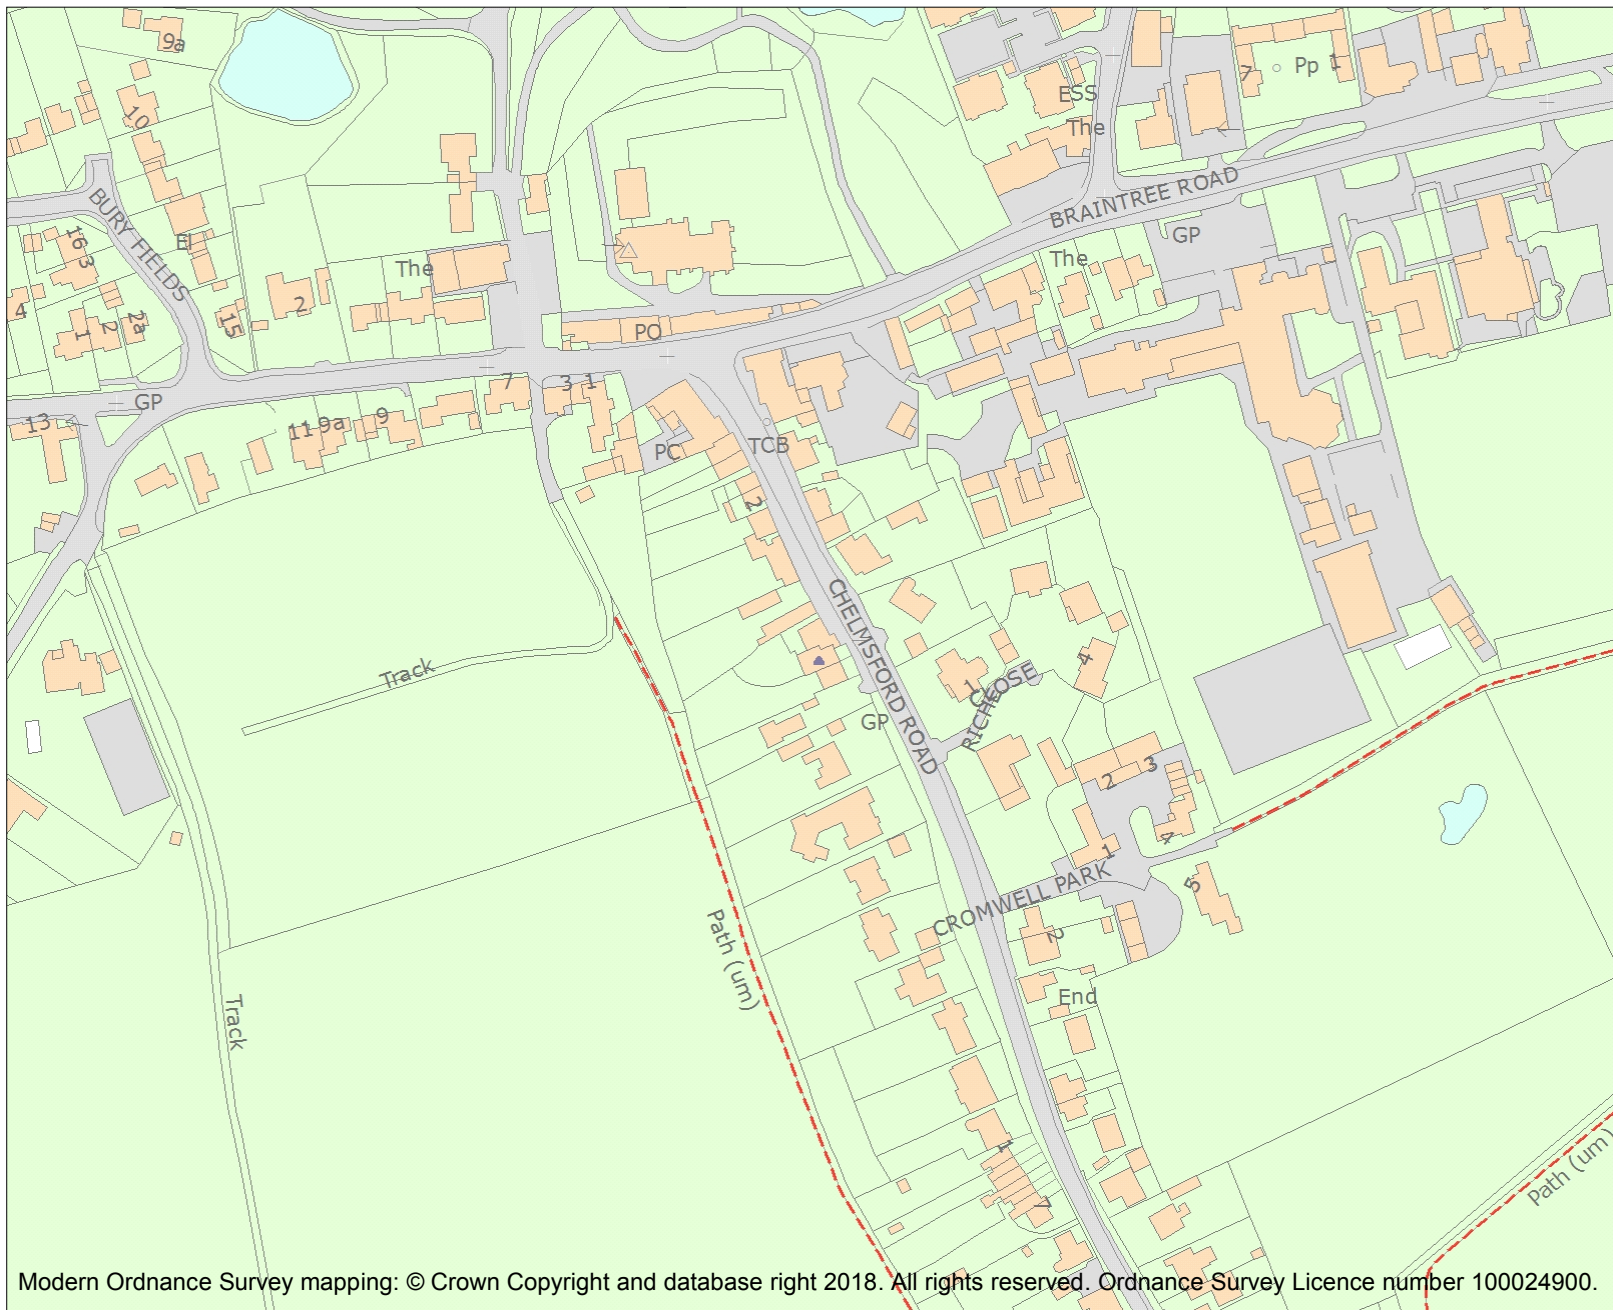 9a
10
7
Pp
1
ESS
The
BRAINTREE ROAD
GP
The
BURY FIELDS
16
3
El
The
2
4
1
2
2a
15
PO
GP
7
3
1
13
11
9a
9
PC
TCB
2
CHELMSFORD ROAD
Track
4
1
RICHE CLOSE
GP
2
3
4
1
CROMWELL PARK
5
2
Path (um)
End
Track
1
7
Path (um)
Modern Ordnance Survey mapping: © Crown Copyright and database right 2018. All rights reserved. Ordnance Survey Licence number 100024900.